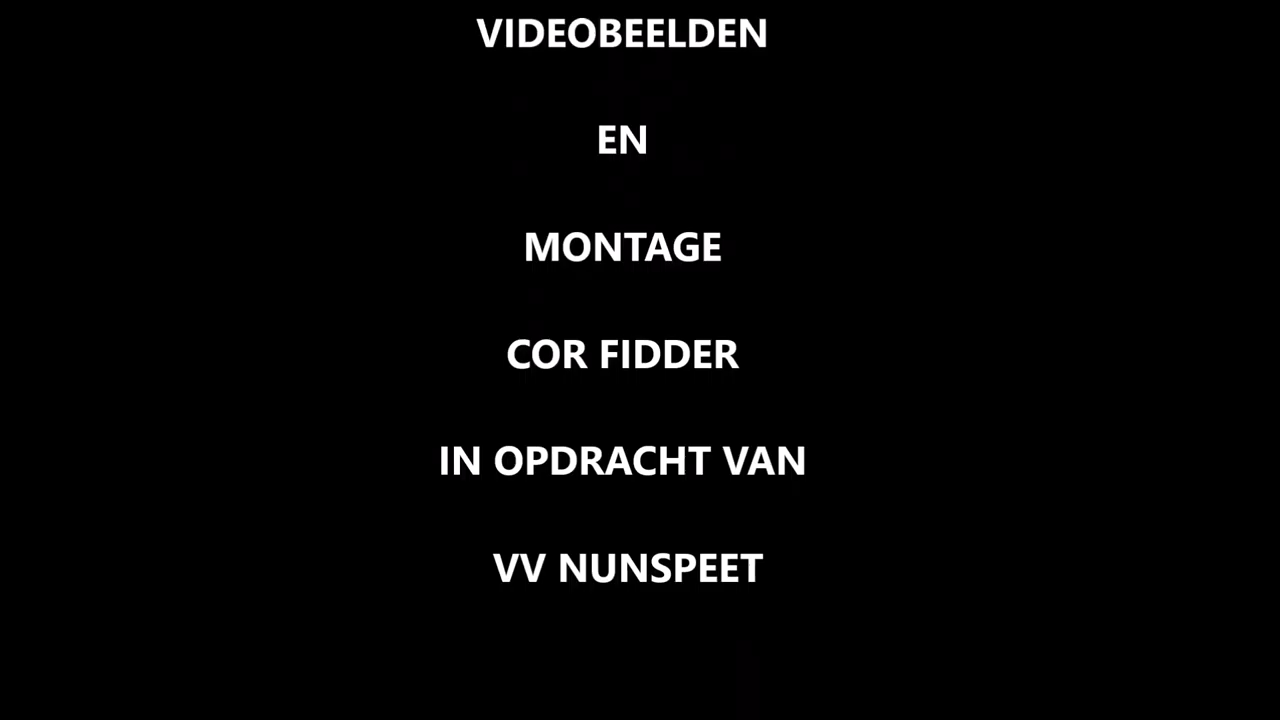 VIDEOBEELDEN
EN
MONTAGE
COR FIDDER
IN OPDRACHT VAN
VV NUNSPEET